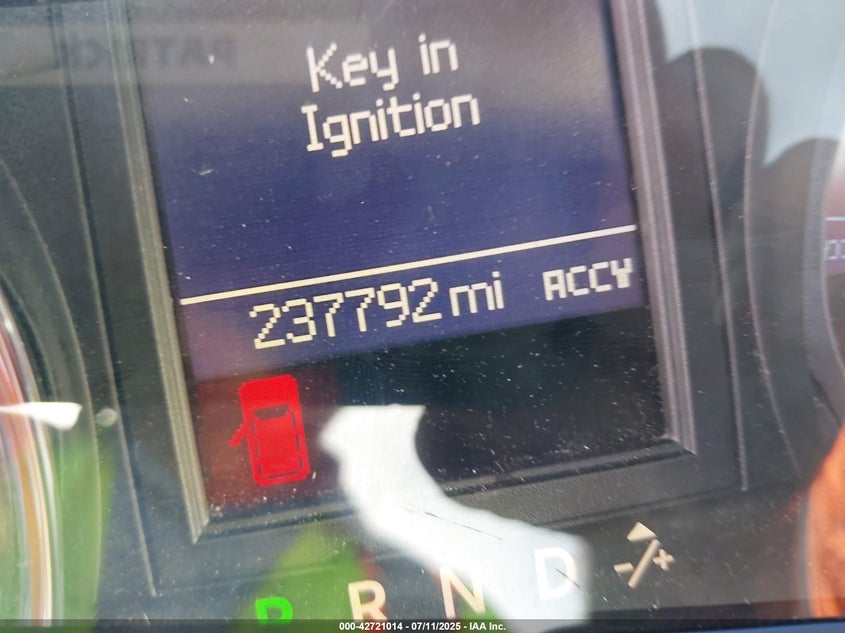 Key in
Ignition
237792 mi ACCY
P R N D -/+
000-42721014 - 07/11/2025 - IAA Inc.